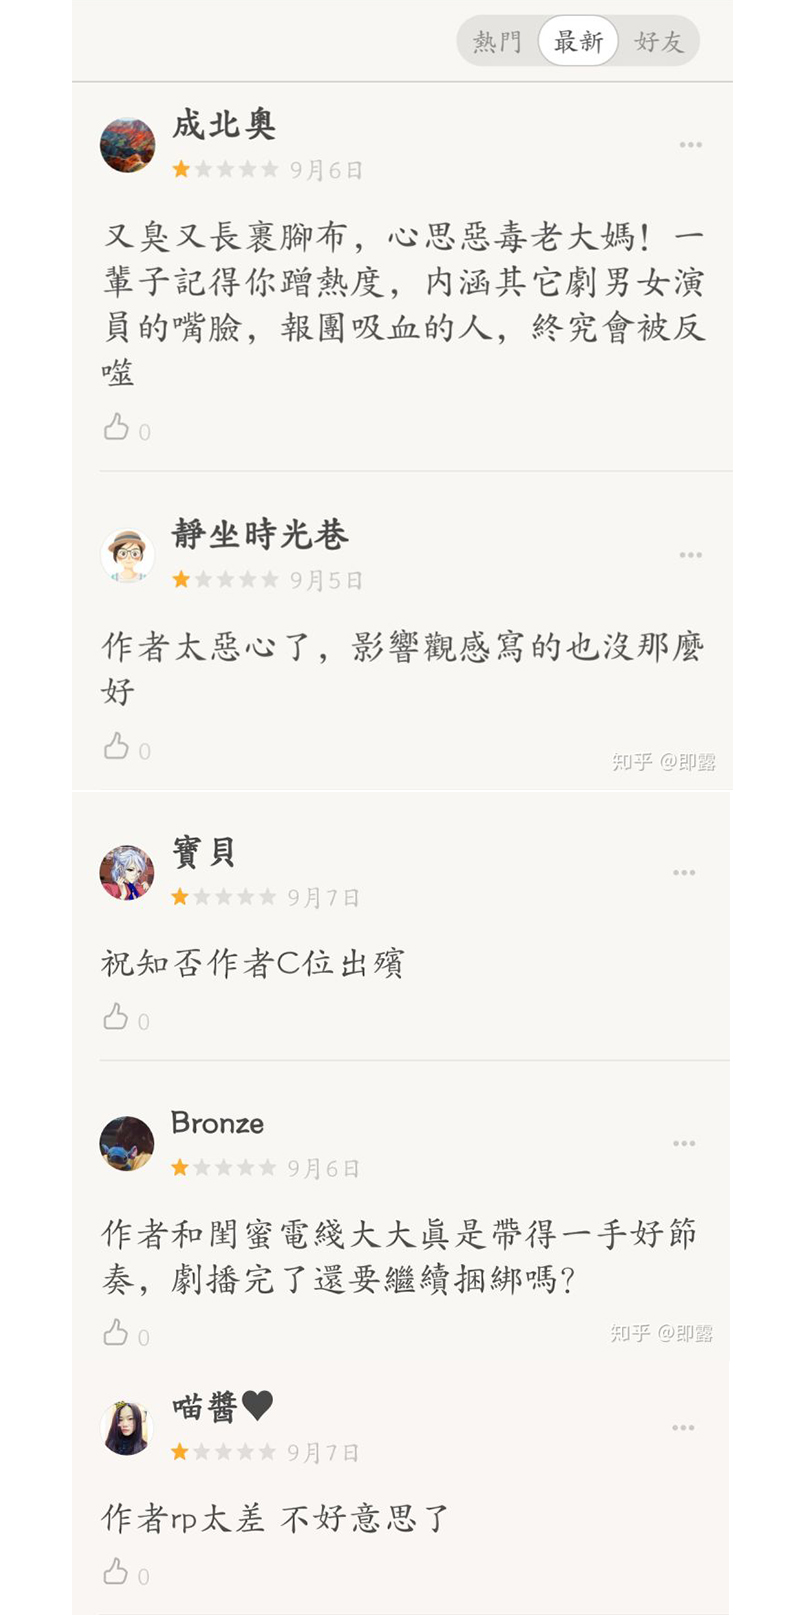 熱門 最新 好友
成北奧
9月6日
又臭又長裹腳布，心思惡毒老大媽！一
輩子記得你蹭熱度，内涵其它劇男女演
員的嘴臉，報團吸血的人，終究會被反
噬
0
靜坐時光巷
9月5日
作者太惡心了，影響觀感寫的也沒那麼
好
0
知乎 @即露
寶貝
9月7日
祝知否作者C位出殯
0
Bronze
9月6日
作者和閨蜜電綫大大眞是帶得一手好節
奏，劇播完了還要繼續捆綁嗎？
0
知乎 @即露
喵醬♥
9月7日
作者rp太差 不好意思了
0